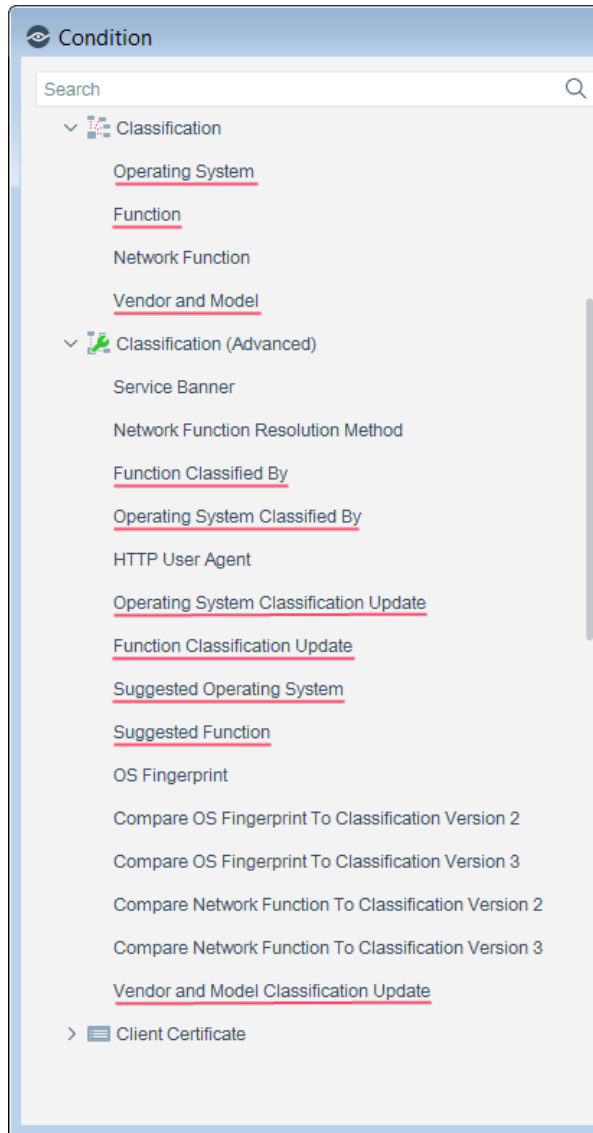 Condition
Search
Classification
Operating System
Function
Network Function
Vendor and Model
Classification (Advanced)
Service Banner
Network Function Resolution Method
Function Classified By
Operating System Classified By
HTTP User Agent
Operating System Classification Update
Function Classification Update
Suggested Operating System
Suggested Function
OS Fingerprint
Compare OS Fingerprint To Classification Version 2
Compare OS Fingerprint To Classification Version 3
Compare Network Function To Classification Version 2
Compare Network Function To Classification Version 3
Vendor and Model Classification Update
Client Certificate